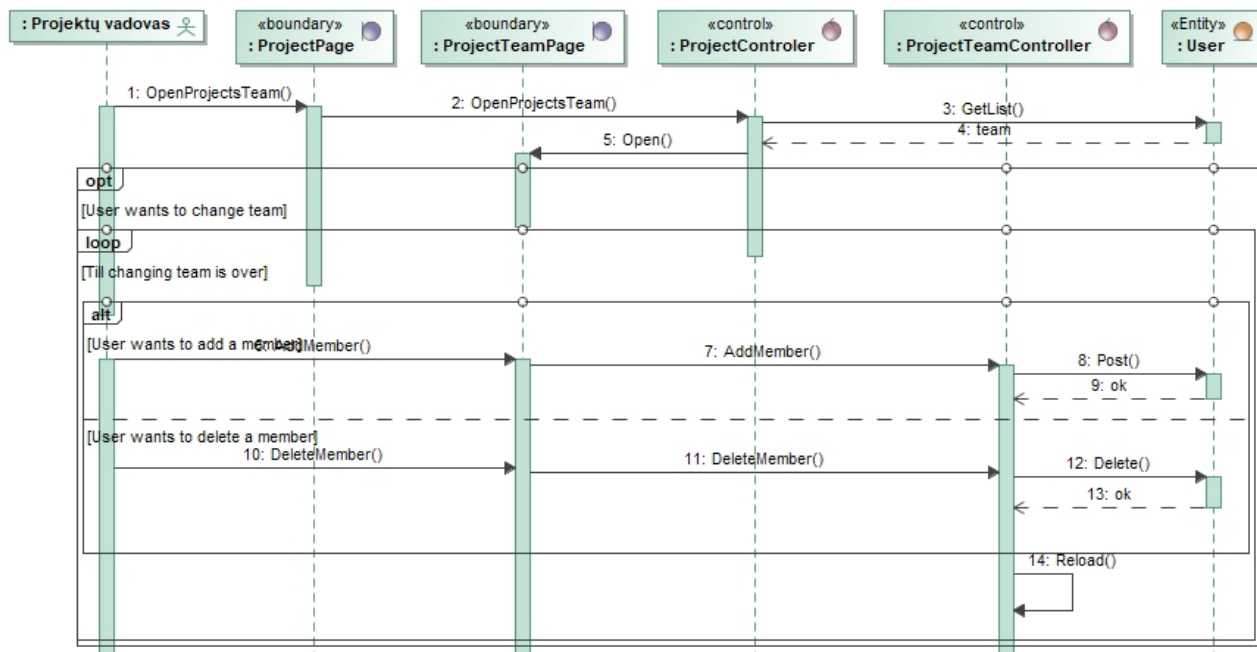 : Projektų vadovas
«boundary»
: ProjectPage
«boundary»
: ProjectTeamPage
«control»
: ProjectControler
«control»
: ProjectTeamController
«Entity»
: User
1: OpenProjectsTeam()
2: OpenProjectsTeam()
3: GetList()
4: team
5: Open()
opt
[User wants to change team]
loop
[Till changing team is over]
alt
[User wants to add a member]
6: AddMember()
7: AddMember()
8: Post()
9: ok
[User wants to delete a member]
10: DeleteMember()
11: DeleteMember()
12: Delete()
13: ok
14: Reload()